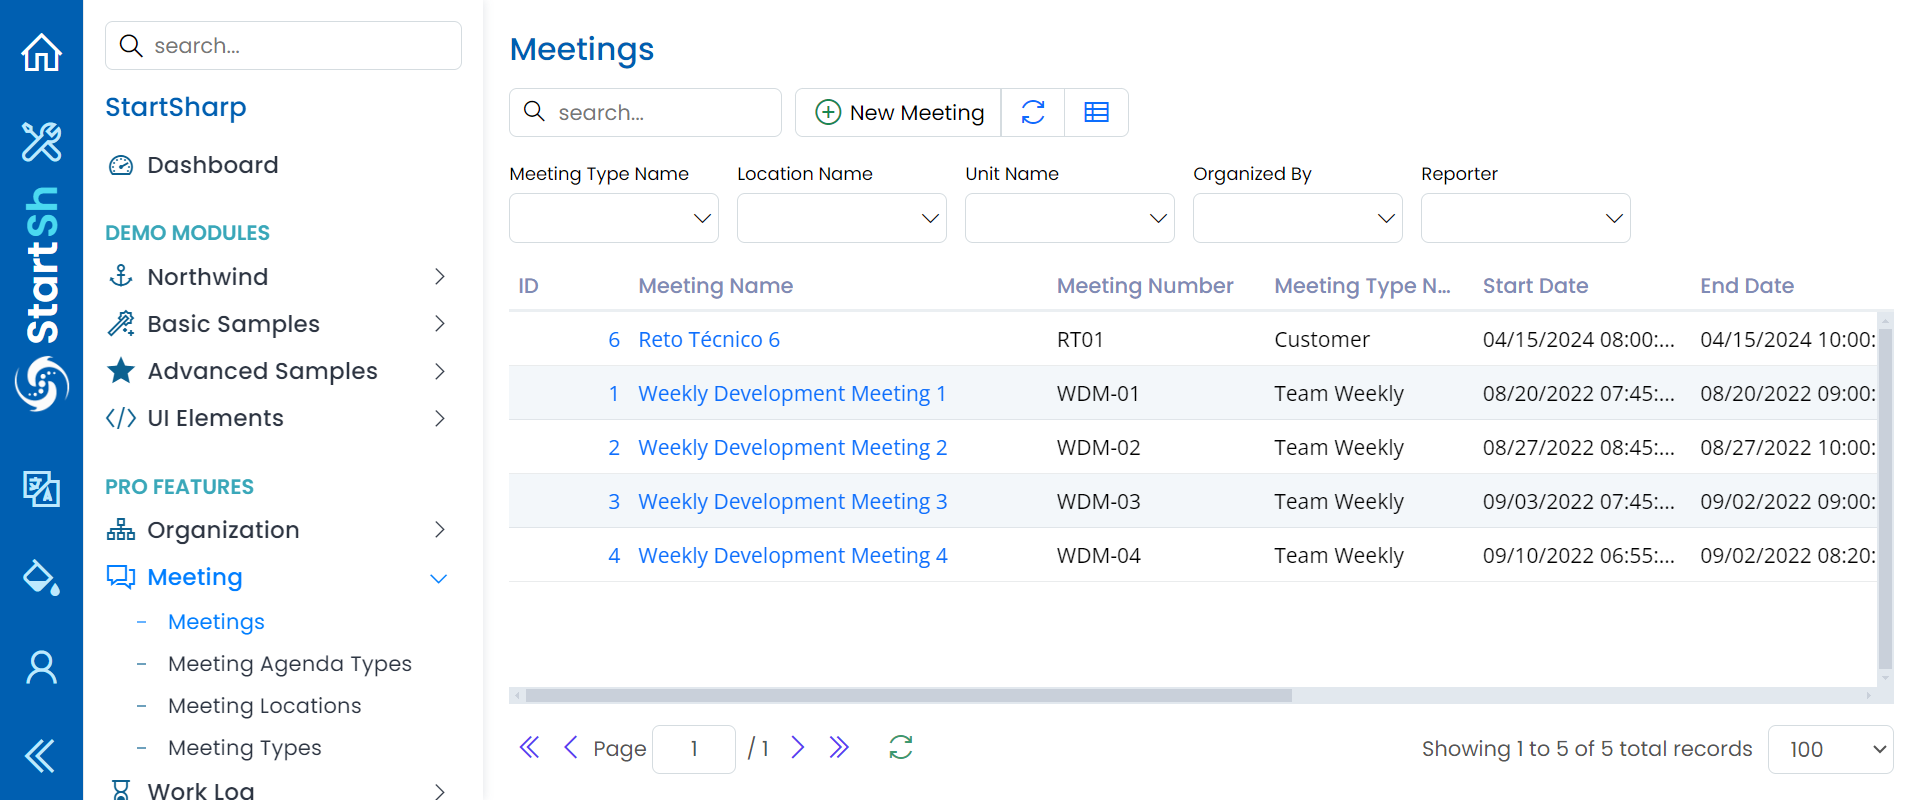 StartSh
search...
StartSharp
Dashboard
DEMO MODULES
Northwind
Basic Samples
Advanced Samples
UI Elements
PRO FEATURES
Organization
Meeting
- Meetings
- Meeting Agenda Types
- Meeting Locations
- Meeting Types
Work Log
Meetings
search...
New Meeting
Meeting Type Name Location Name Unit Name Organized By Reporter
ID Meeting Name Meeting Number Meeting Type N... Start Date End Date
6 Reto Técnico 6 RT01 Customer 04/15/2024 08:00:... 04/15/2024 10:00:
1 Weekly Development Meeting 1 WDM-01 Team Weekly 08/20/2022 07:45:... 08/20/2022 09:00:
2 Weekly Development Meeting 2 WDM-02 Team Weekly 08/27/2022 08:45:... 08/27/2022 10:00:
3 Weekly Development Meeting 3 WDM-03 Team Weekly 09/03/2022 07:45:... 09/02/2022 09:00:
4 Weekly Development Meeting 4 WDM-04 Team Weekly 09/10/2022 06:55:... 09/02/2022 08:20:
Page 1 / 1
Showing 1 to 5 of 5 total records 100